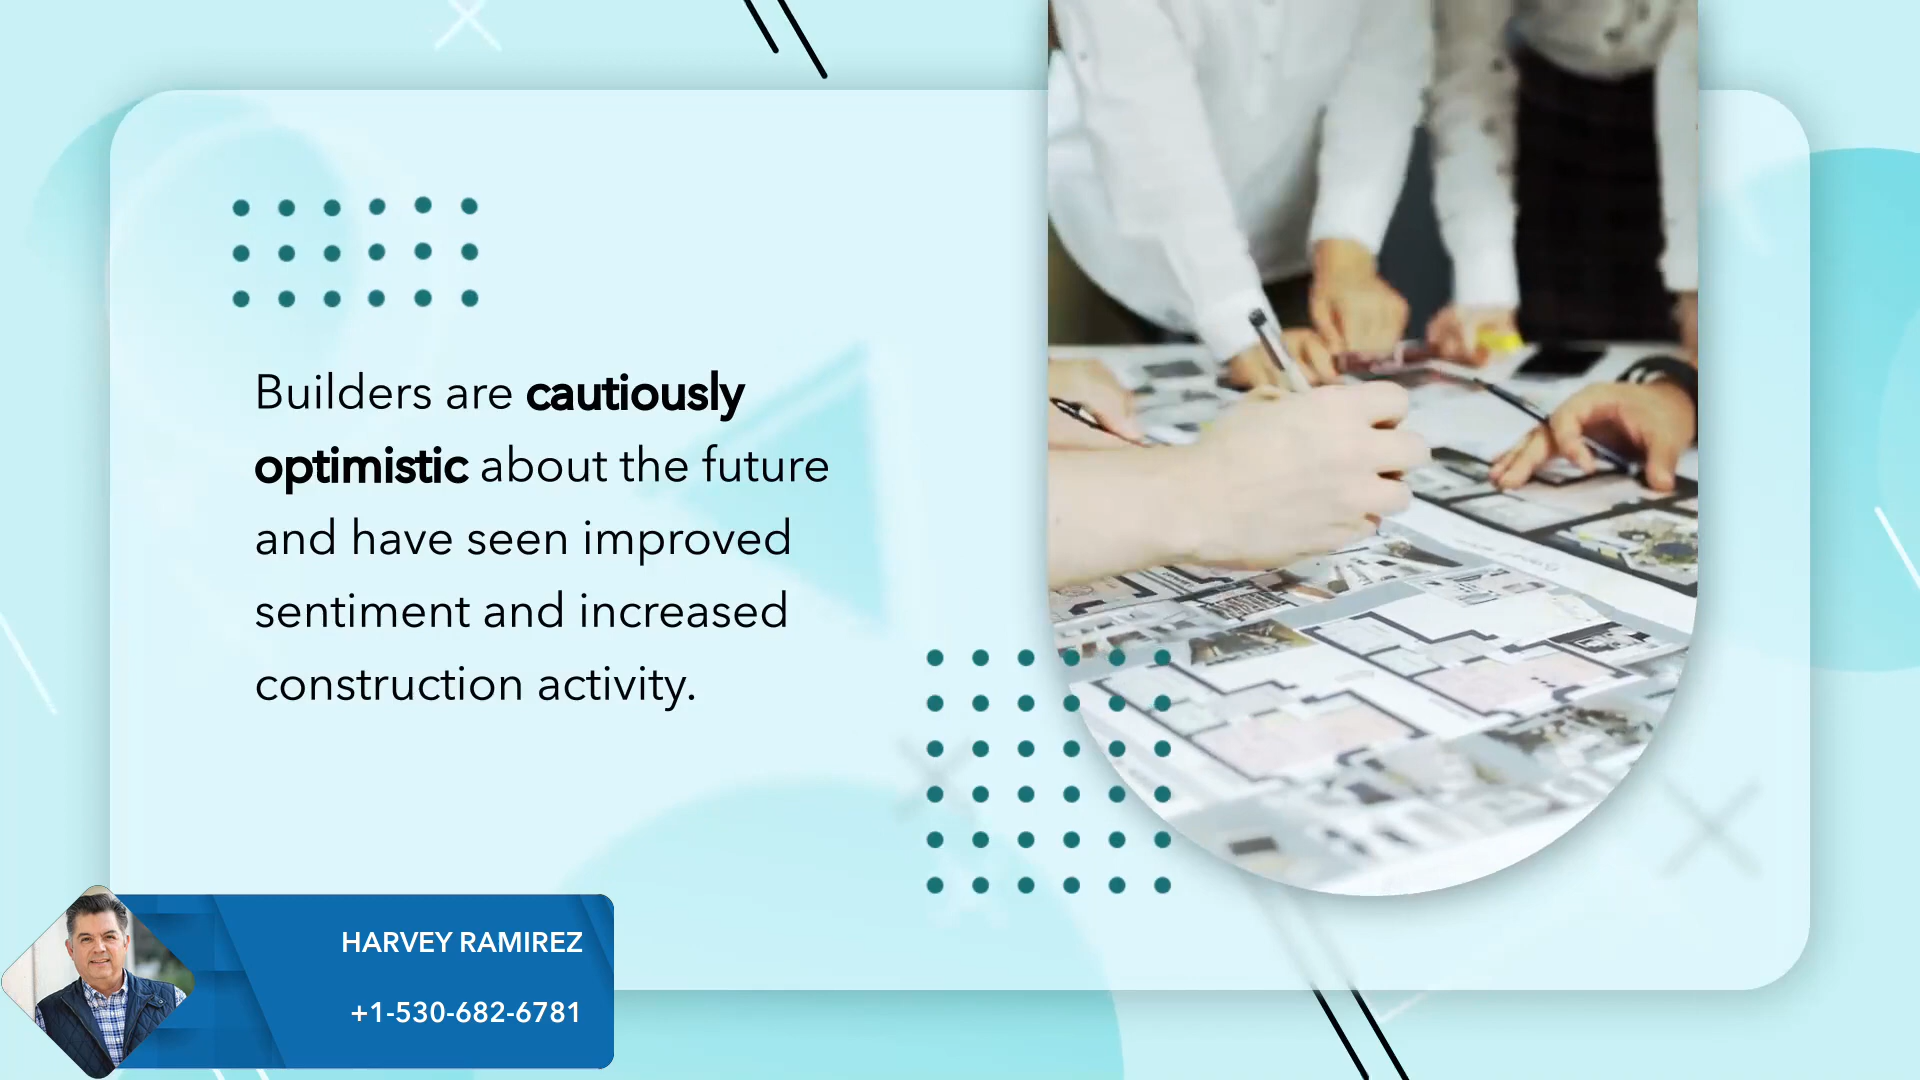 Builders are cautiously
optimistic about the future
and have seen improved
sentiment and increased
construction activity.
HARVEY RAMIREZ
+1-530-682-6781